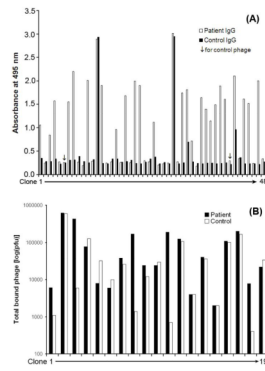 (A)
Patient IgG
Control IgG
↓ for control phage
Absorbance at 495 nm
3.5
3.0
2.5
2.0
1.5
1.0
0.5
0.0
Clone 1
(B)
Patient
Control
Total bound phage [log(pfu)]
1000000
100000
10000
1000
100
Clone 1